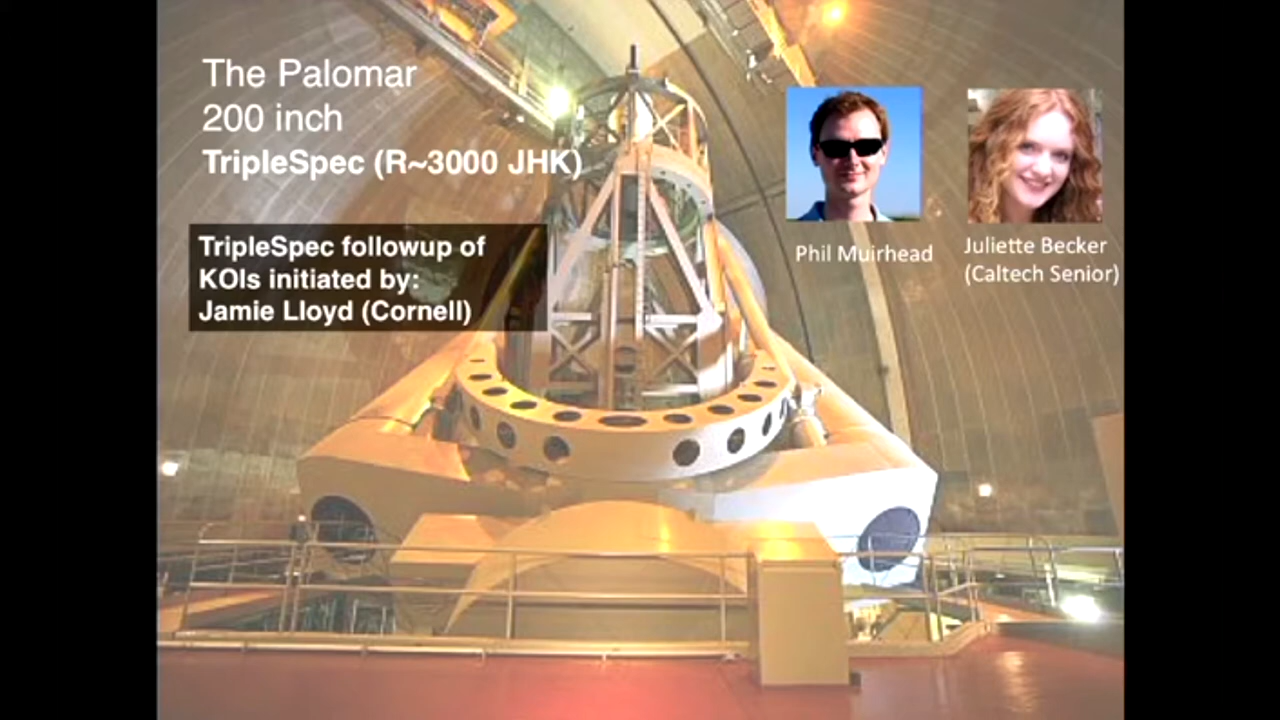 The Palomar
200 inch
TripleSpec (R~3000 JHK)
TripleSpec followup of
KOIs initiated by:
Jamie Lloyd (Cornell)
Phil Muirhead
Juliette Becker
(Caltech Senior)